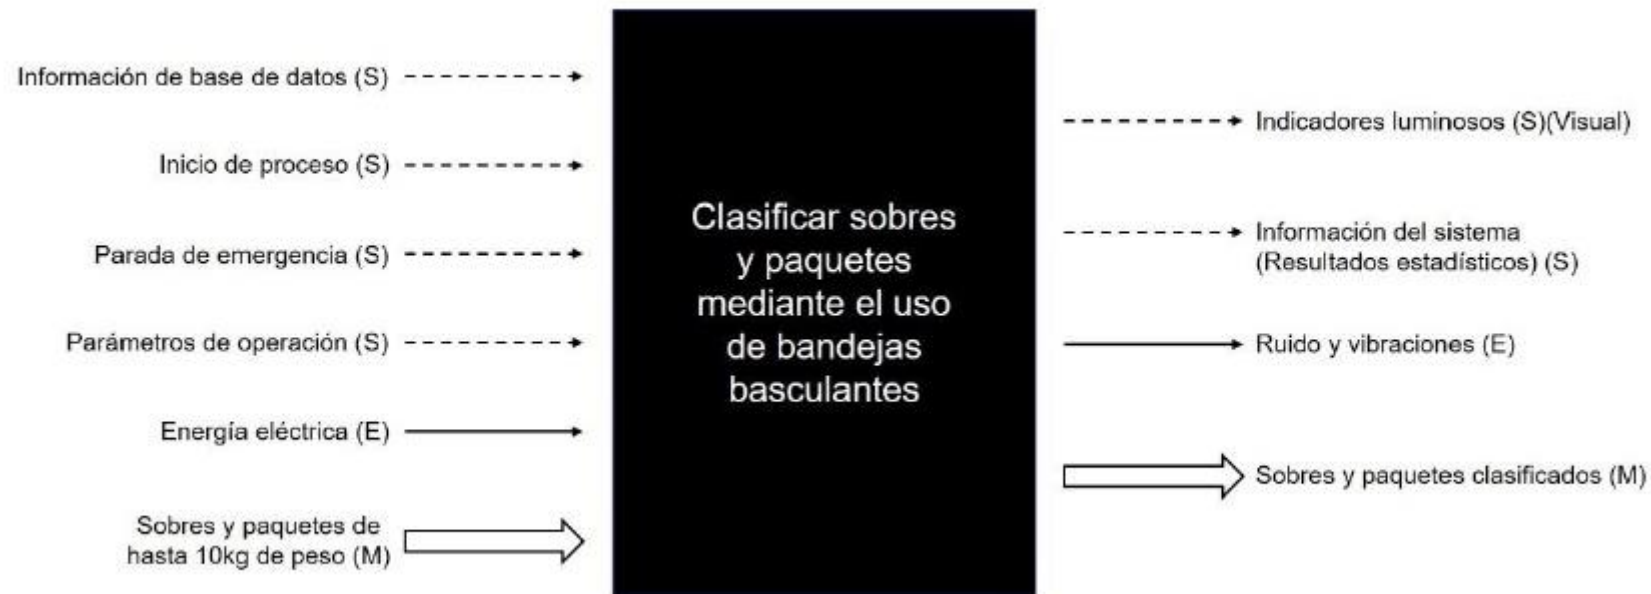 Información de base de datos (S)
Inicio de proceso (S)
Parada de emergencia (S)
Parámetros de operación (S)
Energía eléctrica (E)
Sobres y paquetes de
hasta 10kg de peso (M)
Clasificar sobres
y paquetes
mediante el uso
de bandejas
basculantes
Indicadores luminosos (S)(Visual)
Información del sistema
(Resultados estadísticos) (S)
Ruido y vibraciones (E)
Sobres y paquetes clasificados (M)